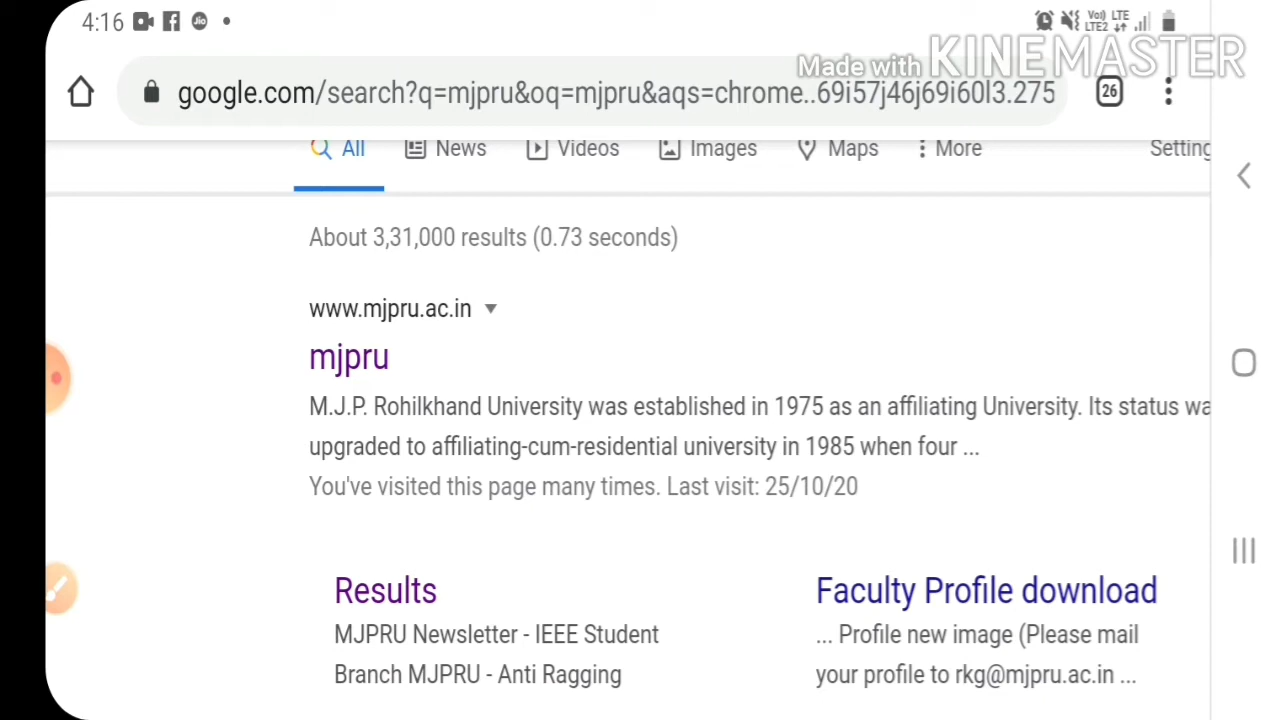 4:16
Jio
Vo)) LTE
LTE2
Made with KINEMASTER
google.com/search?q=mjpru&oq=mjpru&aqs=chrome..69i57j46j69i60l3.275
26
All News Videos Images Maps More Setting
About 3,31,000 results (0.73 seconds)
www.mjpru.ac.in
mjpru
M.J.P. Rohilkhand University was established in 1975 as an affiliating University. Its status wa
upgraded to affiliating-cum-residential university in 1985 when four ...
You've visited this page many times. Last visit: 25/10/20
Results
MJPRU Newsletter - IEEE Student
Branch MJPRU - Anti Ragging
Faculty Profile download
... Profile new image (Please mail
your profile to rkg@mjpru.ac.in ...